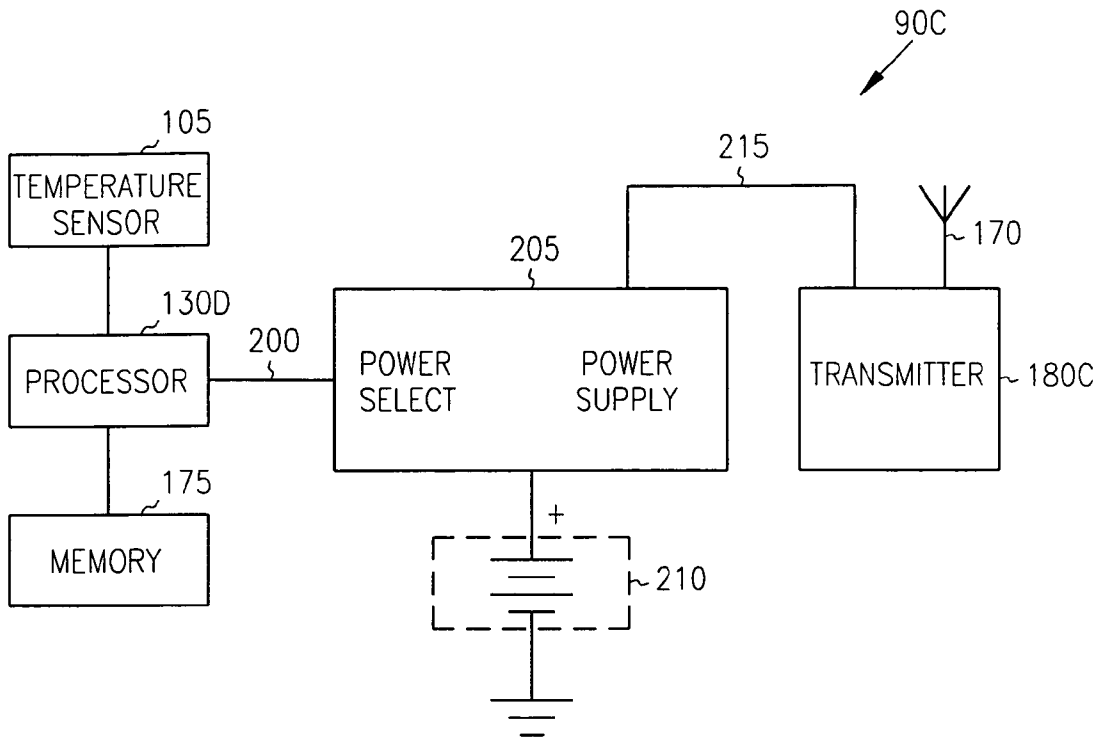 90C
105
TEMPERATURE
SENSOR
215
170
205
130D
PROCESSOR
200
POWER
SELECT
POWER
SUPPLY
TRANSMITTER
180C
175
MEMORY
+
210